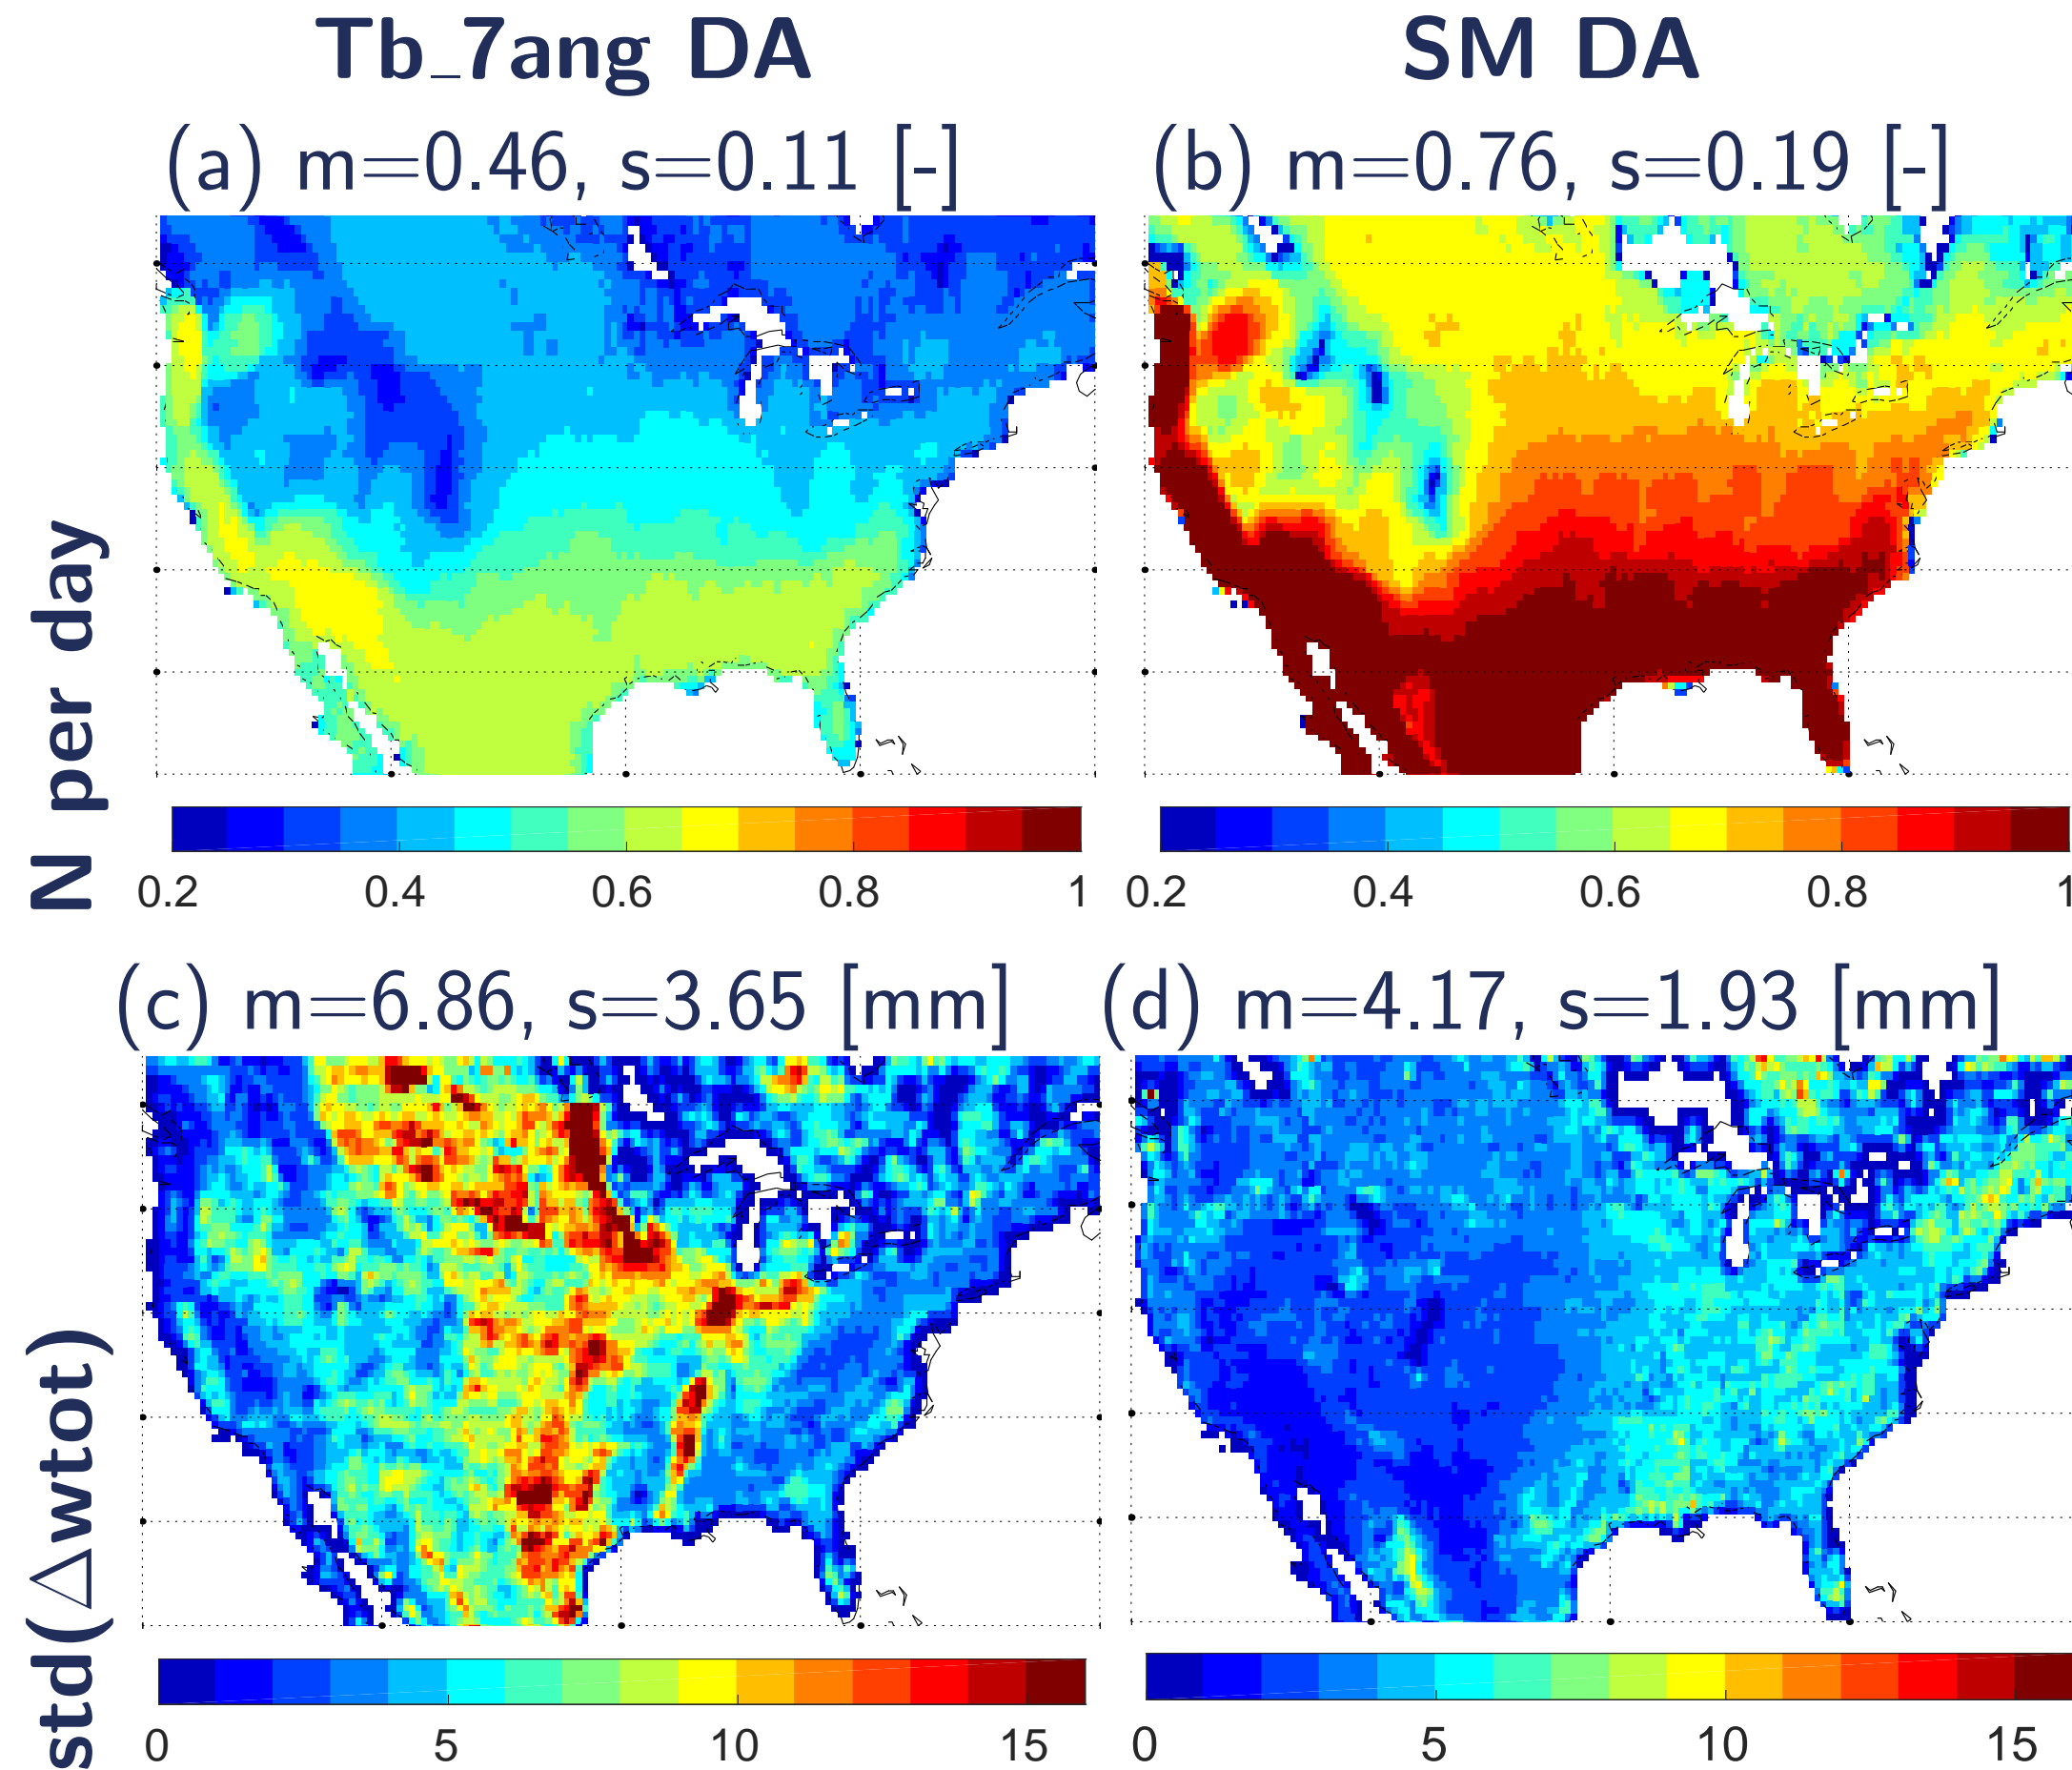 Tb_7ang DA
SM DA
(a) m=0.46, s=0.11 [-]
(b) m=0.76, s=0.19 [-]
N per day
0.2 0.4 0.6 0.8 1
0.2 0.4 0.6 0.8 1
(c) m=6.86, s=3.65 [mm]
(d) m=4.17, s=1.93 [mm]
std(△wtot)
0 5 10 15
0 5 10 15